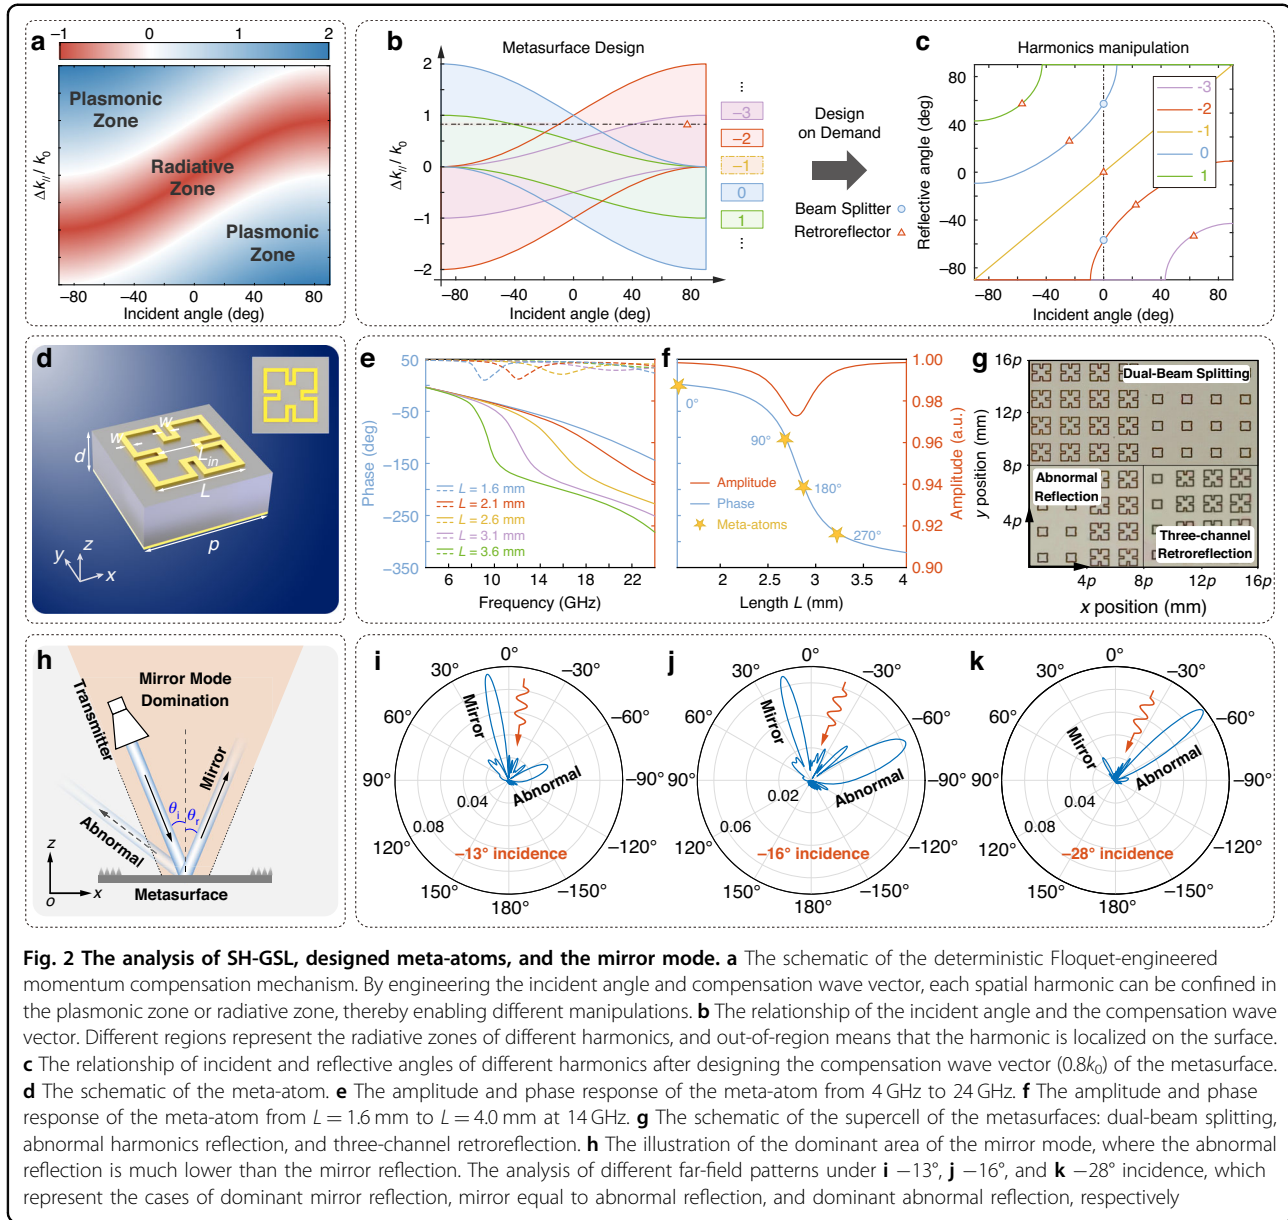 a
−1 0 1 2
Plasmonic
Zone
Radiative
Zone
Plasmonic
Zone
Δk∥/ k0
−80 −40 0 40 80
Incident angle (deg)
b
Metasurface Design
2
1
0
−1
−2
Δk∥/ k0
−80 −40 0 40 80
Incident angle (deg)
⋮
−3
−2
−1
0
1
⋮
Design
on Demand
Beam Splitter
Retroreflector
c
Harmonics manipulation
80
40
0
−40
−80
Reflective angle (deg)
−80 −40 0 40 80
Incident angle (deg)
-3
-2
-1
0
1
d
w
w
Lin
L
d
p
z
y
x
e
50
−50
−150
−250
−350
Phase (deg)
L = 1.6 mm
L = 2.1 mm
L = 2.6 mm
L = 3.1 mm
L = 3.6 mm
6 10 14 18 22
Frequency (GHz)
f
0°
90°
180°
270°
Amplitude
Phase
Meta-atoms
2 2.5 3 3.5 4
Length L (mm)
1.00
0.98
0.96
0.94
0.92
0.90
Amplitude (a.u.)
g
16p
12p
8p
4p
y position (mm)
Dual-Beam Splitting
Abnormal
Reflection
Three-channel
Retroreflection
4p 8p 12p 16p
x position (mm)
h
Mirror Mode
Domination
Transmitter
Mirror
Abnormal
θi
θr
z
o
x
Metasurface
i
0°
30° −30°
60° −60°
90° −90°
120° −120°
150° −150°
180°
Mirror
Abnormal
0.04
0.08
−13° incidence
j
0°
30° −30°
60° −60°
90° −90°
120° −120°
150° −150°
180°
Mirror
Abnormal
0.02
0.06
−16° incidence
k
0°
30° −30°
60° −60°
90° −90°
120° −120°
150° −150°
180°
Mirror
Abnormal
0.04
0.08
−28° incidence
Fig. 2 The analysis of SH-GSL, designed meta-atoms, and the mirror mode. a The schematic of the deterministic Floquet-engineered
momentum compensation mechanism. By engineering the incident angle and compensation wave vector, each spatial harmonic can be confined in
the plasmonic zone or radiative zone, thereby enabling different manipulations. b The relationship of the incident angle and the compensation wave
vector. Different regions represent the radiative zones of different harmonics, and out-of-region means that the harmonic is localized on the surface.
c The relationship of incident and reflective angles of different harmonics after designing the compensation wave vector (0.8k0) of the metasurface.
d The schematic of the meta-atom. e The amplitude and phase response of the meta-atom from 4 GHz to 24 GHz. f The amplitude and phase
response of the meta-atom from L = 1.6 mm to L = 4.0 mm at 14 GHz. g The schematic of the supercell of the metasurfaces: dual-beam splitting,
abnormal harmonics reflection, and three-channel retroreflection. h The illustration of the dominant area of the mirror mode, where the abnormal
reflection is much lower than the mirror reflection. The analysis of different far-field patterns under i −13°, j −16°, and k −28° incidence, which
represent the cases of dominant mirror reflection, mirror equal to abnormal reflection, and dominant abnormal reflection, respectively